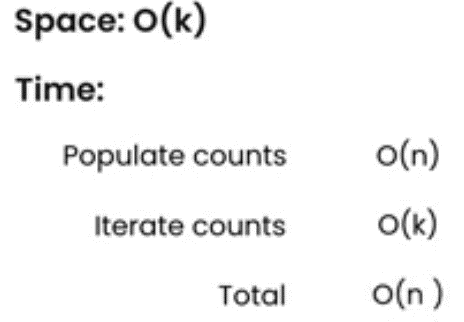 Space: O(k)
Time:
Populate counts O(n)
Iterate counts O(k)
Total O(n )